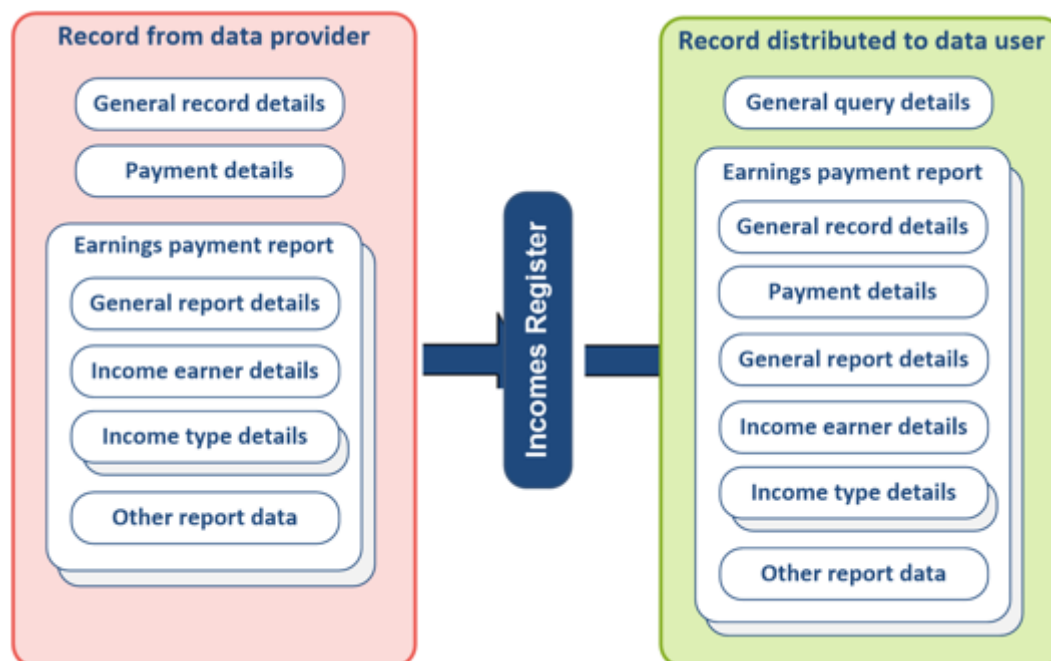 Record from data provider
General record details
Payment details
Earnings payment report
General report details
Income earner details
Income type details
Other report data
Incomes Register
Record distributed to data user
General query details
Earnings payment report
General record details
Payment details
General report details
Income earner details
Income type details
Other report data